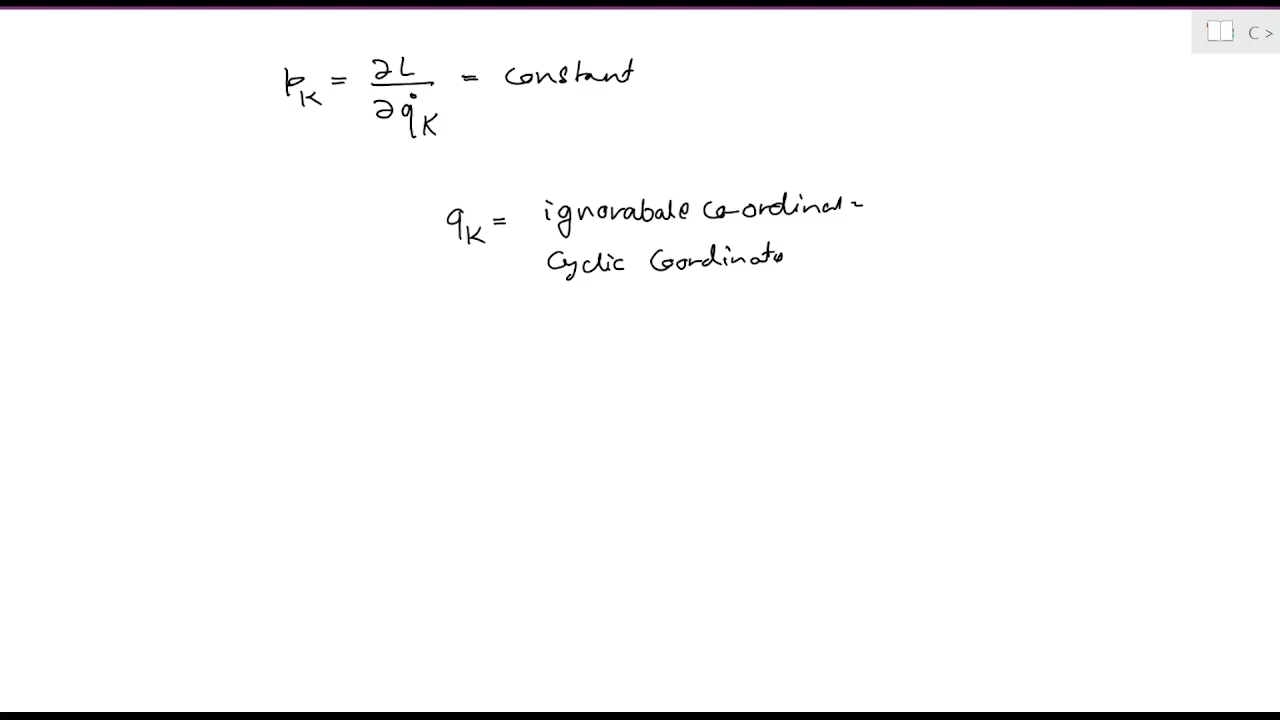 C >
p_K = ∂L/∂q̇_K = constant
q_K = ignorabale co-ordinate
Cyclic Coordinate